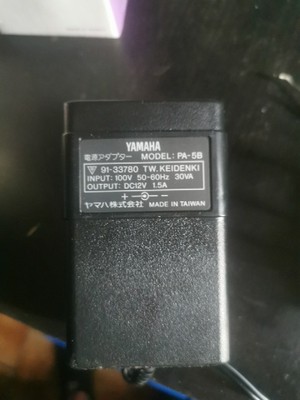 YAMAHA
電源アダプター MODEL: PA-5B
91-33780 TW. KEIDENKI
INPUT: 100V 50-60Hz 30VA
OUTPUT: DC12V 1.5A
+ -
ヤマハ株式会社 MADE IN TAIWAN